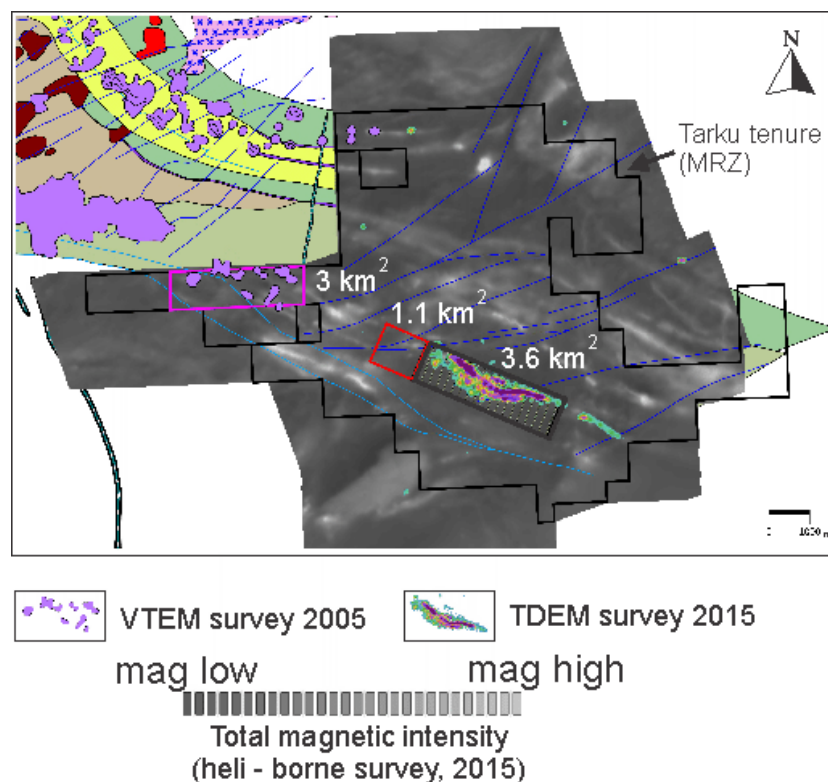 N
Tarku tenure
(MRZ)
3 km²
1.1 km²
3.6 km²
0
VTEM survey 2005
TDEM survey 2015
mag low
mag high
Total magnetic intensity
(heli - borne survey, 2015)